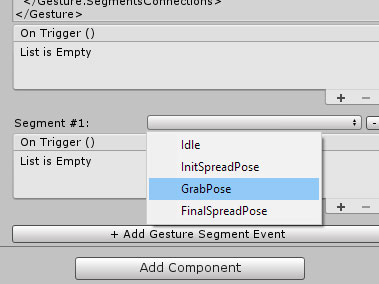 </Gesture.SegmentsConnections>
</Gesture>
On Trigger ()
List is Empty
+ -
Segment #1:
-
On Trigger ()
List is Empty
Idle
InitSpreadPose
GrabPose
FinalSpreadPose
+ -
+ Add Gesture Segment Event
Add Component